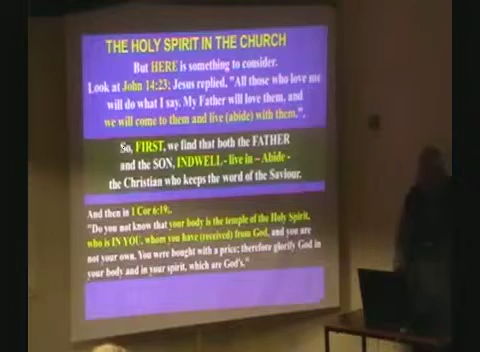 THE HOLY SPIRIT IN THE CHURCH
But HERE is something to consider.
Look at John 14:23; Jesus replied, "All those who love me
will do what I say. My Father will love them, and
we will come to them and live (abide) with them.".
So, FIRST, we find that both the FATHER
and the SON, INDWELL - live in – Abide -
the Christian who keeps the word of the Saviour.
And then in 1 Cor 6:19;.
"Do you not know that your body is the temple of the Holy Spirit,
who is IN YOU, whom you have (received) from God, and you are
not your own. You were bought with a price; therefore glorify God in
your body and in your spirit, which are God's."